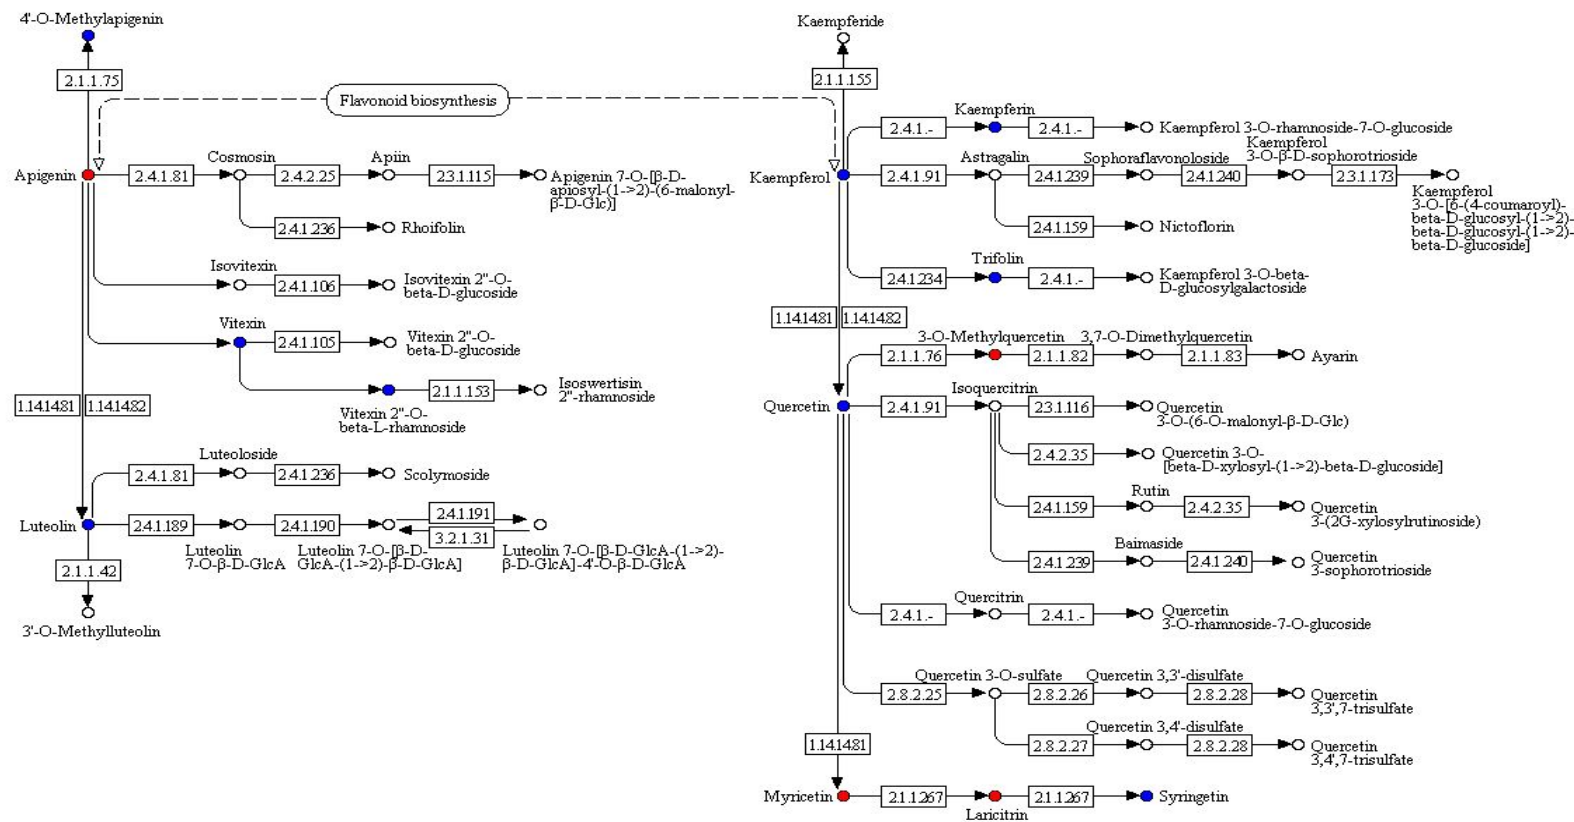 4'-O-Methylapigenin
Kaempferide
2.1.1.75
2.1.1.155
Flavonoid biosynthesis
Kaempferin
2.4.1.-
2.4.1.-
Kaempferol 3-O-rhamnoside-7-O-glucoside
Apigenin
2.4.1.81
Cosmosin
2.4.2.25
Apiin
2.3.1.115
Apigenin 7-O-[β-D-
apiosyl-(1->2)-(6-malonyl-
β-D-Glc)]
Kaempferol
2.4.1.91
Astragalin
2.4.1.239
Sophoraflavonoloside
2.4.1.240
Kaempferol
3-O-β-D-sophorotrioside
2.3.1.173
Kaempferol
3-O-[6-(4-coumaroyl)-
beta-D-glucosyl-(1->2)-
beta-D-glucosyl-(1->2)-
beta-D-glucoside]
2.4.1.236
Rhoifolin
2.4.1.159
Nictoflorin
Isovitexin
2.4.1.106
Isovitexin 2"-O-
beta-D-glucoside
2.4.1.234
Trifolin
2.4.1.-
Kaempferol 3-O-beta-
D-glucosylgalactoside
1.14.14.81
1.14.14.82
Vitexin
2.4.1.105
Vitexin 2"-O-
beta-D-glucoside
3-O-Methylquercetin
3,7-O-Dimethylquercetin
2.1.1.76
2.1.1.82
2.1.1.83
Ayarin
2.1.1.153
Isoswertisin
2"-rhamnoside
Vitexin 2"-O-
beta-L-rhamnoside
1.14.14.81
1.14.14.82
Quercetin
2.4.1.91
Isoquercitrin
2.3.1.116
Quercetin
3-O-(6-O-malonyl-β-D-Glc)
2.4.2.35
Quercetin 3-O-
[beta-D-xylosyl-(1->2)-beta-D-glucoside]
2.4.1.81
Luteoloside
2.4.1.236
Scolymoside
2.4.1.159
Rutin
2.4.2.35
Quercetin
3-(2G-xylosylrutinoside)
Luteolin
2.4.1.189
2.4.1.190
2.4.1.191
3.2.1.31
Luteolin
7-O-β-D-GlcA
Luteolin 7-O-[β-D-
GlcA-(1->2)-β-D-GlcA]
Luteolin 7-O-[β-D-GlcA-(1->2)-
β-D-GlcA]-4'-O-β-D-GlcA
2.4.1.239
Baimaside
2.4.1.240
Quercetin
3-sophorotrioside
2.1.1.42
3'-O-Methylluteolin
2.4.1.-
Quercitrin
2.4.1.-
Quercetin
3-O-rhamnoside-7-O-glucoside
Quercetin 3-O-sulfate
Quercetin 3,3'-disulfate
2.8.2.25
2.8.2.26
2.8.2.28
Quercetin
3,3',7-trisulfate
Quercetin 3,4'-disulfate
2.8.2.27
2.8.2.28
Quercetin
3,4',7-trisulfate
1.14.14.81
Myricetin
2.1.1.267
Laricitrin
2.1.1.267
Syringetin